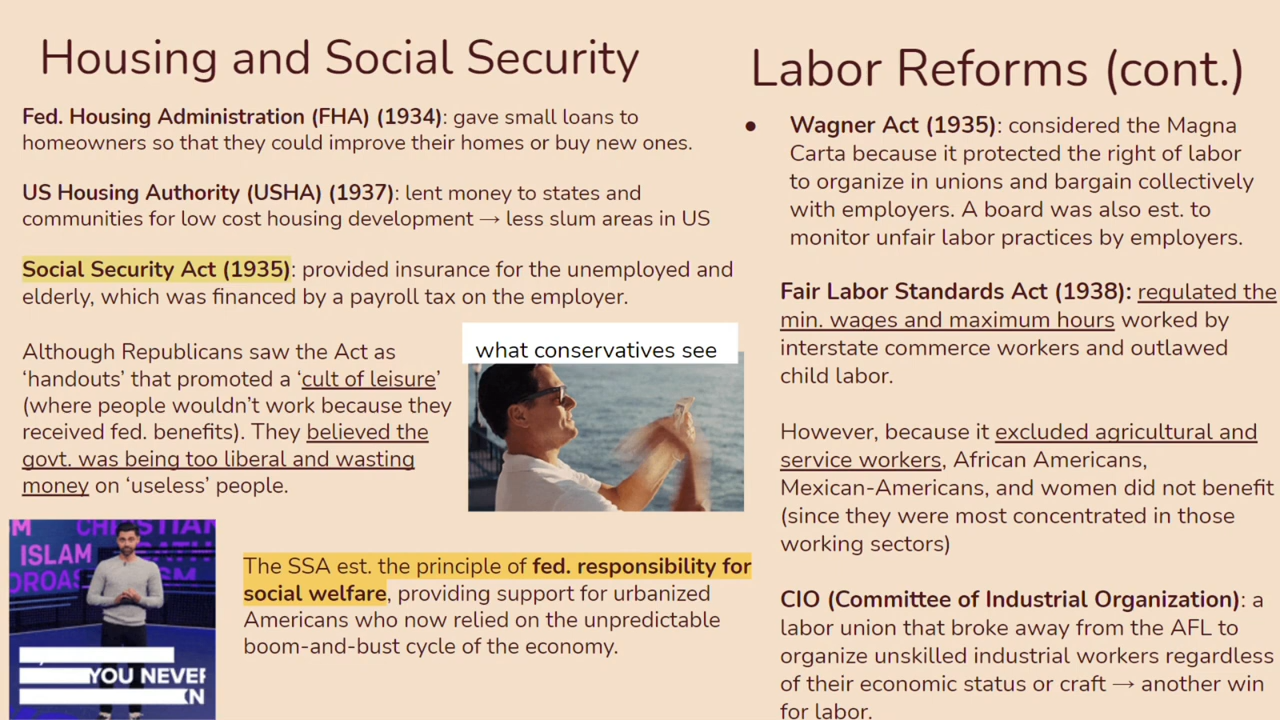 Housing and Social Security
Fed. Housing Administration (FHA) (1934): gave small loans to
homeowners so that they could improve their homes or buy new ones.
US Housing Authority (USHA) (1937): lent money to states and
communities for low cost housing development → less slum areas in US
Social Security Act (1935): provided insurance for the unemployed and
elderly, which was financed by a payroll tax on the employer.
Although Republicans saw the Act as
‘handouts’ that promoted a ‘cult of leisure’
(where people wouldn’t work because they
received fed. benefits). They believed the
govt. was being too liberal and wasting
money on ‘useless’ people.
what conservatives see
CHRISTIAN
ISLAM
YOU NEVER
The SSA est. the principle of fed. responsibility for
social welfare, providing support for urbanized
Americans who now relied on the unpredictable
boom-and-bust cycle of the economy.
Labor Reforms (cont.)
● Wagner Act (1935): considered the Magna
Carta because it protected the right of labor
to organize in unions and bargain collectively
with employers. A board was also est. to
monitor unfair labor practices by employers.
Fair Labor Standards Act (1938): regulated the
min. wages and maximum hours worked by
interstate commerce workers and outlawed
child labor.
However, because it excluded agricultural and
service workers, African Americans,
Mexican-Americans, and women did not benefit
(since they were most concentrated in those
working sectors)
CIO (Committee of Industrial Organization): a
labor union that broke away from the AFL to
organize unskilled industrial workers regardless
of their economic status or craft → another win
for labor.